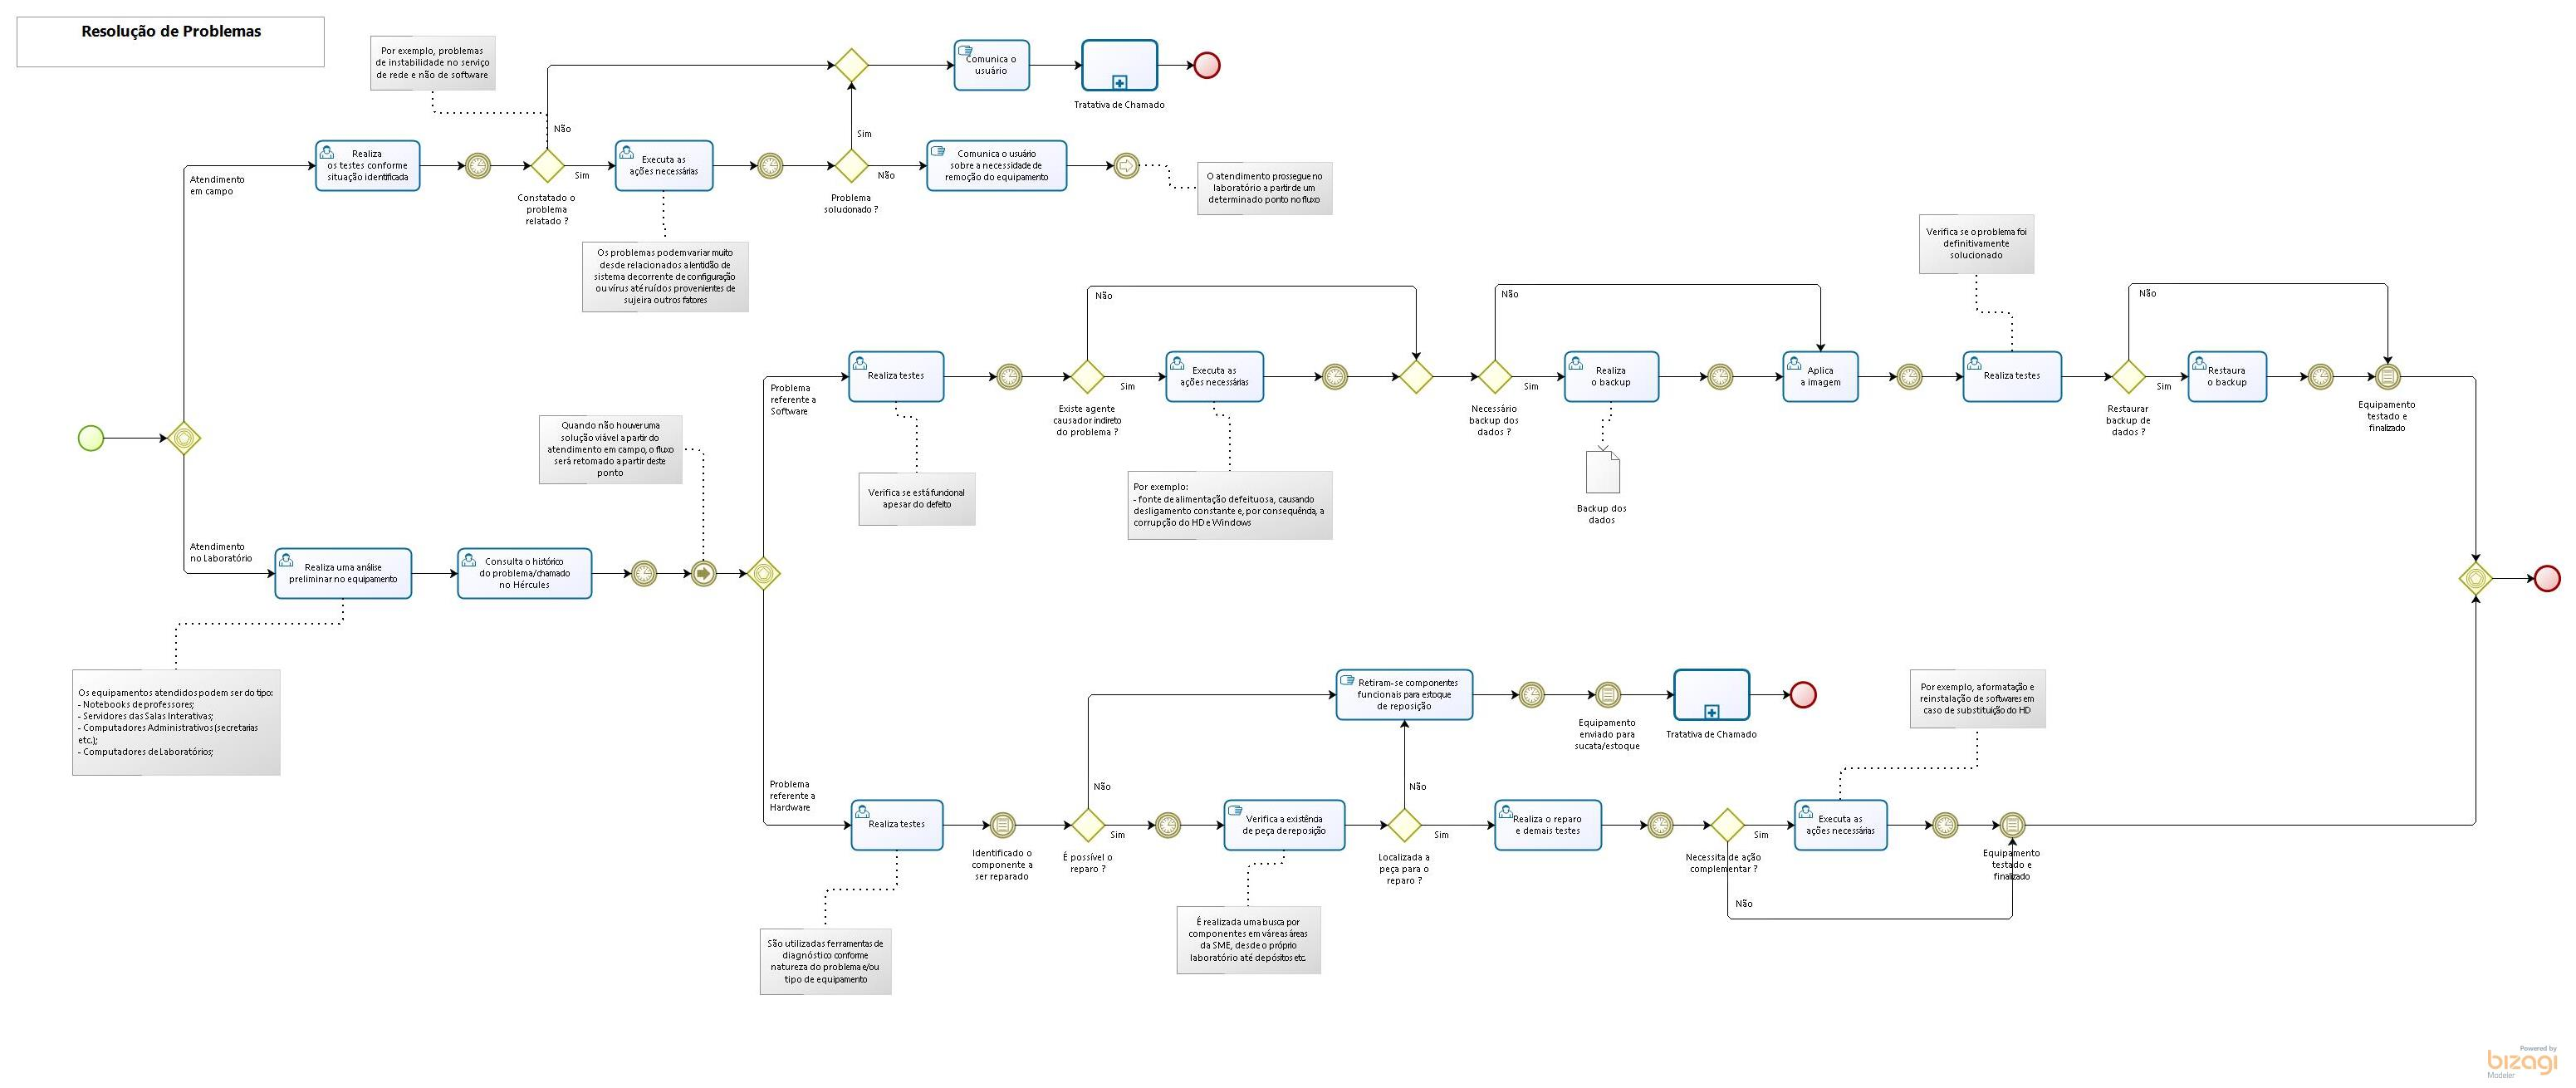 Resolução de Problemas
Por exemplo, problemas
de instabilidade no serviço
de rede e não de software
Comunica o
usuário
Tratativa de Chamado
Não
Sim
Atendimento
em campo
Realiza
os testes conforme
situação identificada
Constatado o
problema
relatado ?
Sim
Executa as
ações necessárias
Problema
solucionado ?
Não
Comunica o usuário
sobre a necessidade de
remoção do equipamento
O atendimento prossegue no
laboratório a partir de um
determinado ponto no fluxo
Os problemas podem variar muito
desde relacionados a lentidão de
sistema decorrente de configuração
ou vírus até ruídos provenientes de
sujeira outros fatores
Verifica se o problema foi
definitivamente
solucionado
Não
Não
Não
Problema
referente a
Software
Realiza testes
Existe agente
causador indireto
do problema ?
Sim
Executa as
ações necessárias
Necessário
backup dos
dados ?
Sim
Realiza
o backup
Aplica
a imagem
Realiza testes
Restaurar
backup de
dados ?
Sim
Restaura
o backup
Equipamento
testado e
finalizado
Quando não houver uma
solução viável a partir do
atendimento em campo, o fluxo
será retomado a partir deste
ponto
Verifica se está funcional
apesar do defeito
Por exemplo:
- fonte de alimentação defeituosa, causando
desligamento constante e, por consequência, a
corrupção do HD e Windows
Backup dos
dados
Atendimento
no Laboratório
Realiza uma análise
preliminar no equipamento
Consulta o histórico
do problema/chamado
no Hércules
Os equipamentos atendidos podem ser do tipo:
- Notebooks de professores;
- Servidores das Salas Interativas;
- Computadores Administrativos (secretarias
etc.);
- Computadores de Laboratórios;
Retiram-se componentes
funcionais para estoque
de reposição
Equipamento
enviado para
sucata/estoque
Tratativa de Chamado
Por exemplo, a formatação e
reinstalação de softwares em
caso de substituição do HD
Problema
referente a
Hardware
Não
Não
Realiza testes
Identificado o
componente a
ser reparado
É possível o
reparo ?
Sim
Verifica a existência
de peça de reposição
Localizada a
peça para o
reparo ?
Sim
Realiza o reparo
e demais testes
Necessita de ação
complementar ?
Sim
Executa as
ações necessárias
Equipamento
testado e
finalizado
Não
São utilizadas ferramentas de
diagnóstico conforme
natureza do problema e/ou
tipo de equipamento
É realizada uma busca por
componentes em váreas áreas
da SME, desde o próprio
laboratório até depósitos etc.
Powered by
bizagi
Modeler